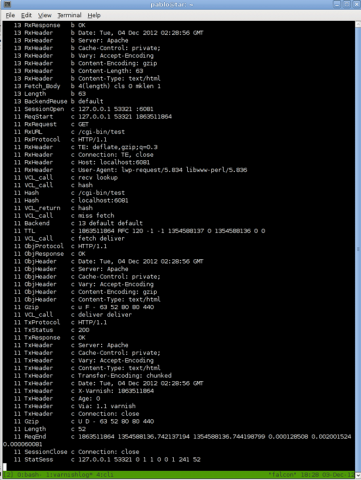 File Edit View Terminal Help
13 RxResponse b OK
13 RxHeader b Date: Tue, 04 Dec 2012 02:28:56 GMT
13 RxHeader b Server: Apache
13 RxHeader b Cache-Control: private;
13 RxHeader b Vary: Accept-Encoding
13 RxHeader b Content-Encoding: gzip
13 RxHeader b Content-Length: 63
13 RxHeader b Content-Type: text/html
13 Fetch_Body b 4(length) cls 0 mklen 1
13 Length b 63
13 BackendReuse b default
11 SessionOpen c 127.0.0.1 53321 :6081
11 ReqStart c 127.0.0.1 53321 1863511864
11 RxRequest c GET
11 RxURL c /cgi-bin/test
11 RxProtocol c HTTP/1.1
11 RxHeader c TE: deflate,gzip;q=0.3
11 RxHeader c Connection: TE, close
11 RxHeader c Host: localhost:6081
11 RxHeader c User-Agent: lwp-request/5.834 libwww-perl/5.836
11 VCL_call c recv lookup
11 VCL_call c hash
11 Hash c /cgi-bin/test
11 Hash c localhost:6081
11 VCL_return c hash
11 VCL_call c miss fetch
11 Backend c 13 default default
11 TTL c 1863511864 RFC 120 -1 -1 1354588137 0 1354588136 0 0
11 VCL_call c fetch deliver
11 ObjProtocol c HTTP/1.1
11 ObjResponse c OK
11 ObjHeader c Date: Tue, 04 Dec 2012 02:28:56 GMT
11 ObjHeader c Server: Apache
11 ObjHeader c Cache-Control: private;
11 ObjHeader c Vary: Accept-Encoding
11 ObjHeader c Content-Encoding: gzip
11 ObjHeader c Content-Type: text/html
11 Gzip c u F - 63 52 80 80 440
11 VCL_call c deliver deliver
11 TxProtocol c HTTP/1.1
11 TxStatus c 200
11 TxResponse c OK
11 TxHeader c Server: Apache
11 TxHeader c Cache-Control: private;
11 TxHeader c Vary: Accept-Encoding
11 TxHeader c Content-Type: text/html
11 TxHeader c Transfer-Encoding: chunked
11 TxHeader c Date: Tue, 04 Dec 2012 02:28:56 GMT
11 TxHeader c X-Varnish: 1863511864
11 TxHeader c Age: 0
11 TxHeader c Via: 1.1 varnish
11 TxHeader c Connection: close
11 Gzip c U D - 63 52 80 80 440
11 Length c 52
11 ReqEnd c 1863511864 1354588136.742137194 1354588136.744198799 0.000128508 0.002001524
0.000060081
11 SessionClose c Connection: close
11 StatSess c 127.0.0.1 53321 0 1 1 0 0 1 241 52